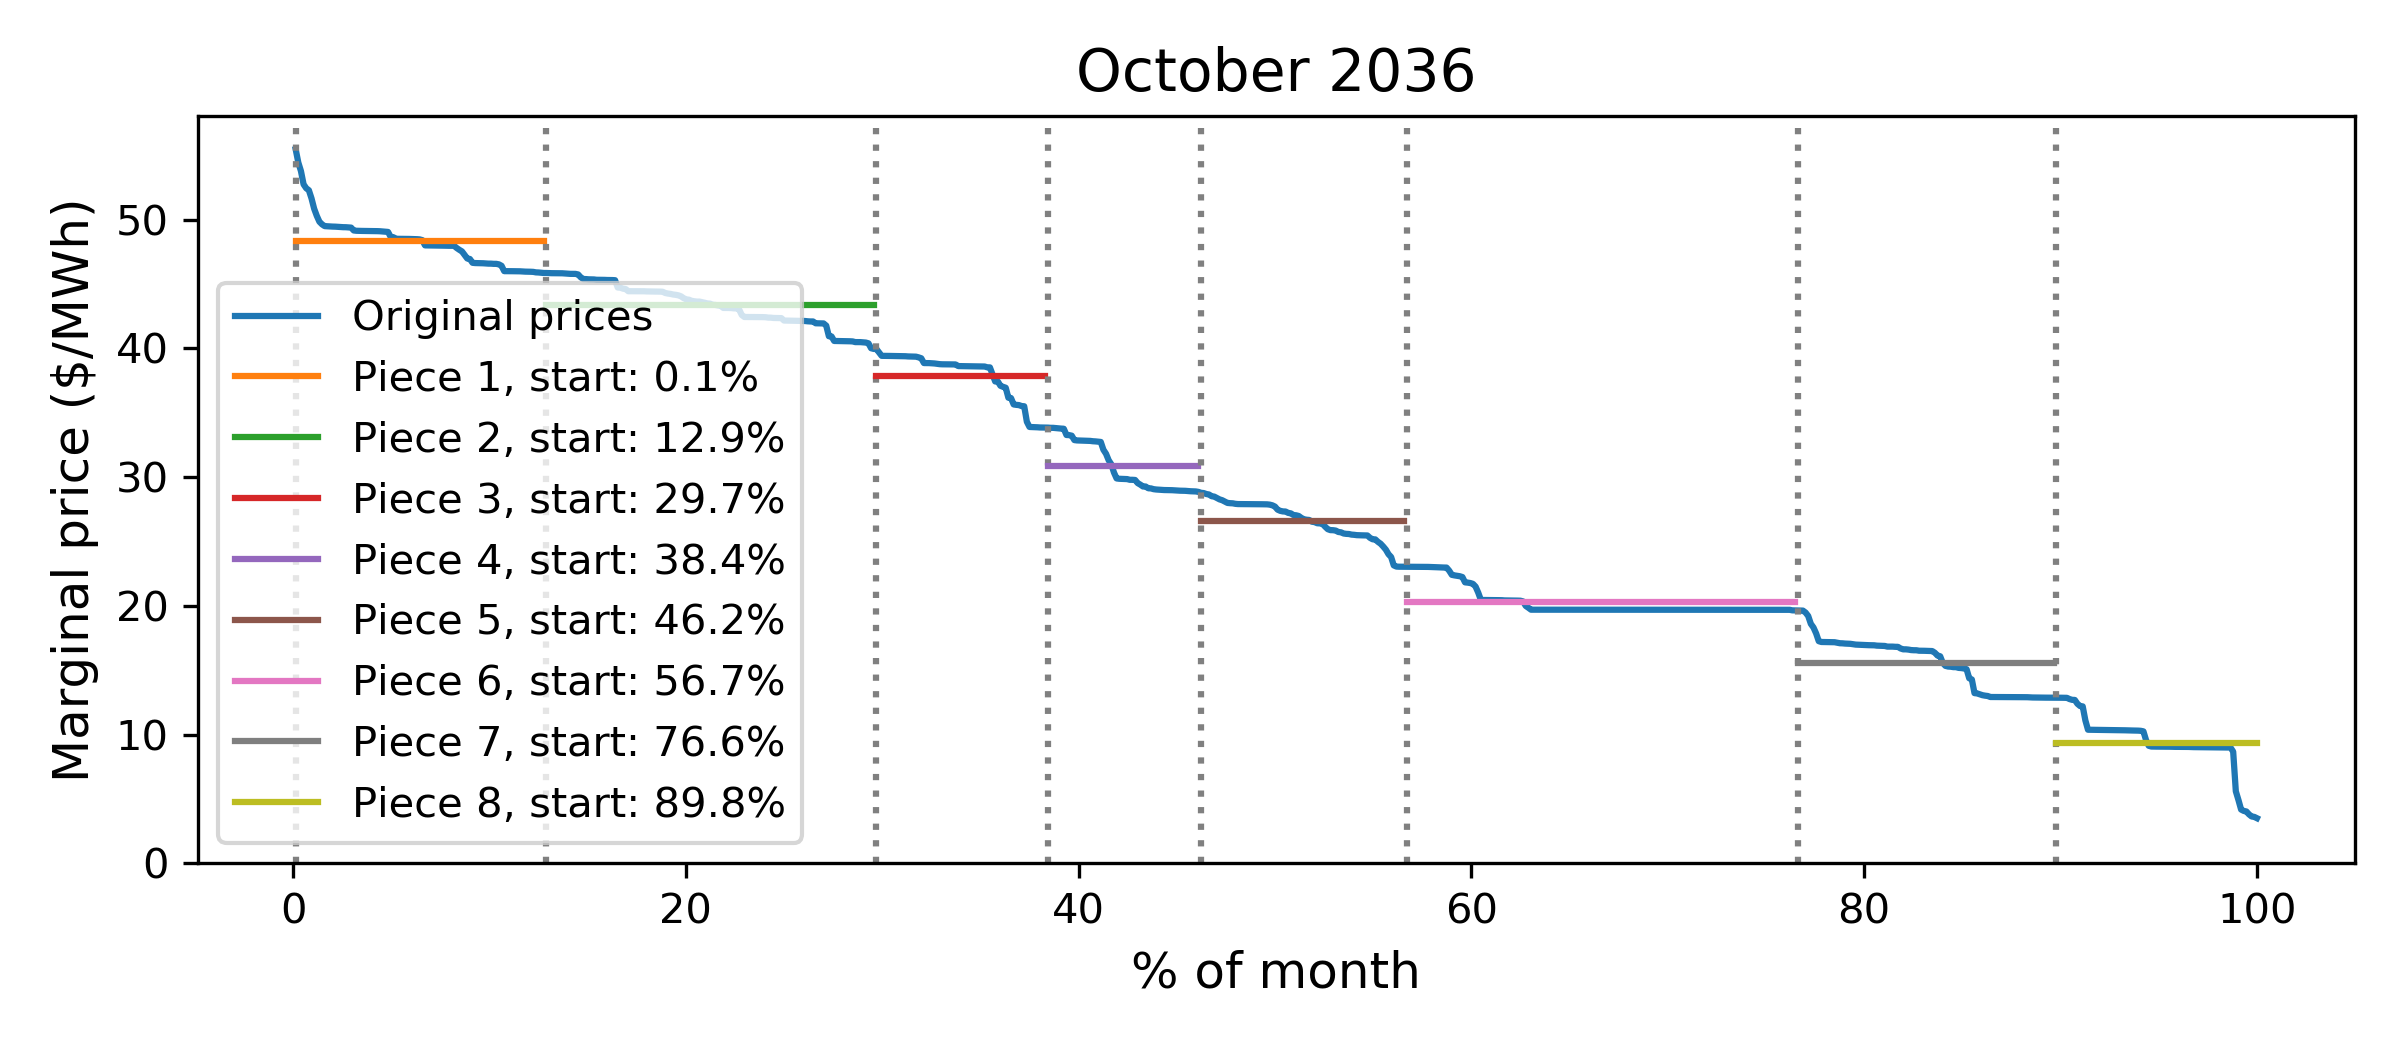 October 2036
Marginal price ($/MWh)
50
40
30
20
10
0
Original prices
Piece 1, start: 0.1%
Piece 2, start: 12.9%
Piece 3, start: 29.7%
Piece 4, start: 38.4%
Piece 5, start: 46.2%
Piece 6, start: 56.7%
Piece 7, start: 76.6%
Piece 8, start: 89.8%
0 20 40 60 80 100
% of month